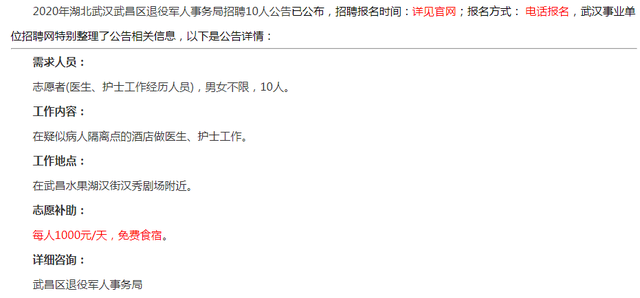 2020年湖北武汉武昌区退役军人事务局招聘10人公告已公布，招聘报名时间：详见官网；报名方式： 电话报名，武汉事业单
位招聘网特别整理了公告相关信息，以下是公告详情：
需求人员：
志愿者(医生、护士工作经历人员)，男女不限，10人。
工作内容：
在疑似病人隔离点的酒店做医生、护士工作。
工作地点：
在武昌水果湖汉街汉秀剧场附近。
志愿补助：
每人1000元/天，免费食宿。
详细咨询：
武昌区退役军人事务局